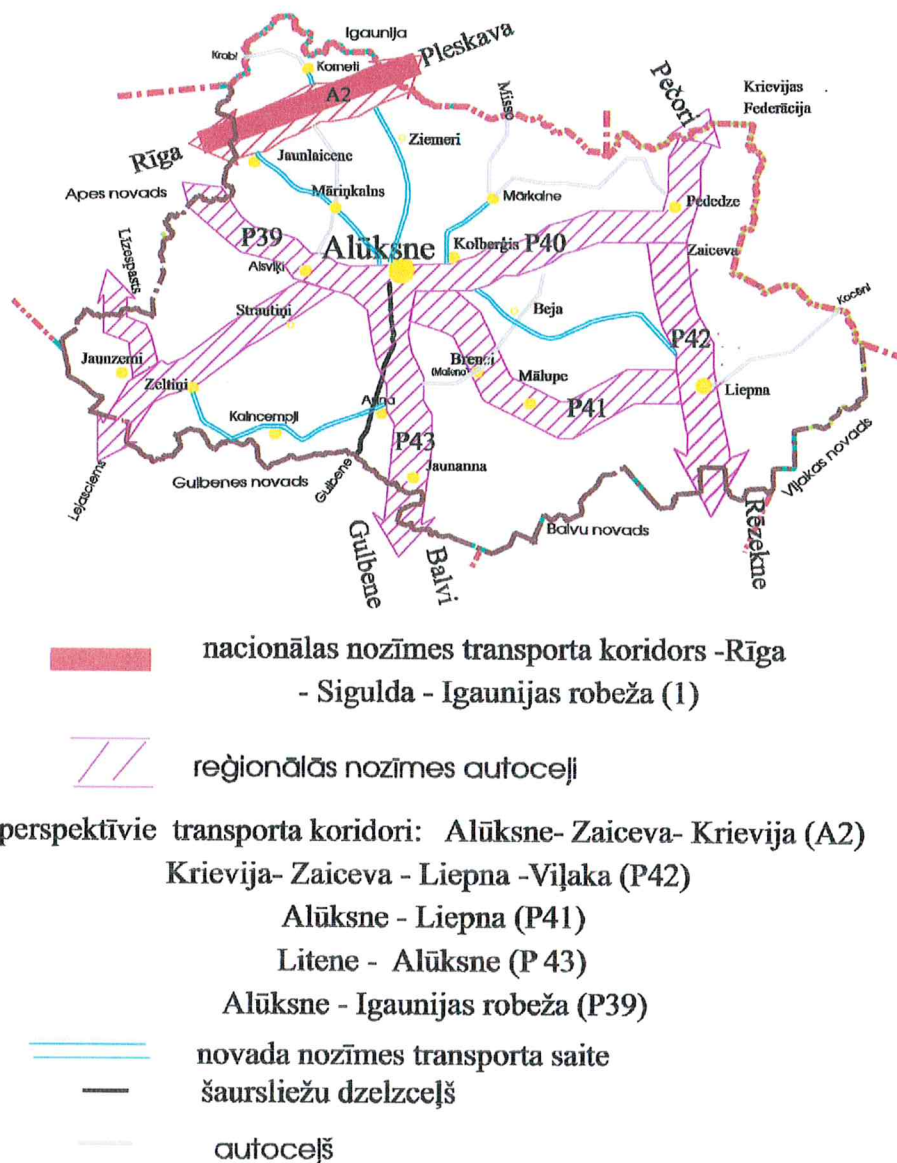 Igaunija
Pleskava
Krabi
Korneti
A2
Misso
Pečori
Krievijas
Federācija
Rīga
Ziemeri
Jaunlaicene
Apes novads
Māriņkalns
Mārkalne
Pededze
P39
Alūksne
Kolberģis
P40
Zaiceva
Alsviķi
Lizespasts
Strautiņi
Beja
Kocēni
P42
Jaunzemi
Brenci
(Maleno
Zeltiņi
Mālupe
Liepna
Anna
P41
Kalncempji
P43
Lejasciems
Gulbenes novads
Gulbene
Jaunanna
Viļakas novads
Balvu novads
Gulbene
Balvi
Rēzekne
nacionālas nozīmes transporta koridors -Rīga
- Sigulda - Igaunijas robeža (1)
reģionālās nozīmes autoceļi
perspektīvie transporta koridori: Alūksne- Zaiceva- Krievija (A2)
Krievija- Zaiceva - Liepna -Viļaka (P42)
Alūksne - Liepna (P41)
Litene - Alūksne (P 43)
Alūksne - Igaunijas robeža (P39)
novada nozīmes transporta saite
šaursliežu dzelzceļš
autoceļš